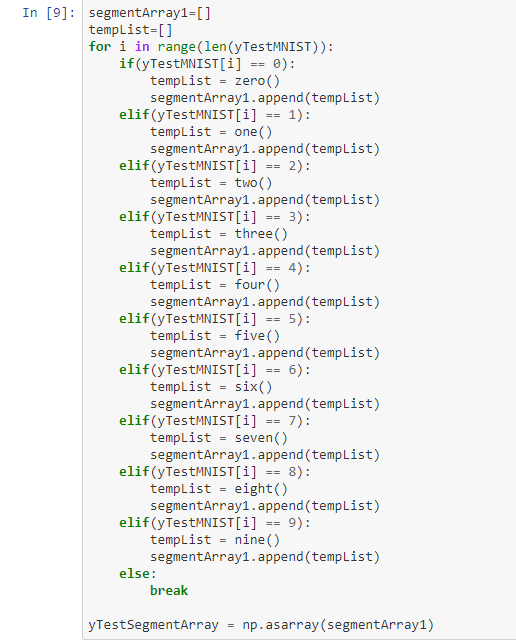 In [9]: segmentArray1=[]
templist=[]
for i in range(len(yTestMNIST)):
    if(yTestMNIST[i] == 0):
        templist = zero()
        segmentArray1.append(templist)
    elif(yTestMNIST[i] == 1):
        templist = one()
        segmentArray1.append(templist)
    elif(yTestMNIST[i] == 2):
        templist = two()
        segmentArray1.append(templist)
    elif(yTestMNIST[i] == 3):
        templist = three()
        segmentArray1.append(templist)
    elif(yTestMNIST[i] == 4):
        templist = four()
        segmentArray1.append(templist)
    elif(yTestMNIST[i] == 5):
        templist = five()
        segmentArray1.append(templist)
    elif(yTestMNIST[i] == 6):
        templist = six()
        segmentArray1.append(templist)
    elif(yTestMNIST[i] == 7):
        templist = seven()
        segmentArray1.append(templist)
    elif(yTestMNIST[i] == 8):
        templist = eight()
        segmentArray1.append(templist)
    elif(yTestMNIST[i] == 9):
        templist = nine()
        segmentArray1.append(templist)
    else:
        break
yTestSegmentArray = np.asarray(segmentArray1)